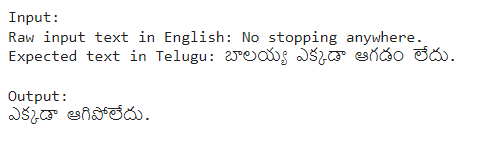 Input:
Raw input text in English: No stopping anywhere.
Expected text in Telugu: బాలయ్య ఎక్కడా ఆగడం లేదు.
Output:
ఎక్కడా ఆగిపోలేదు.